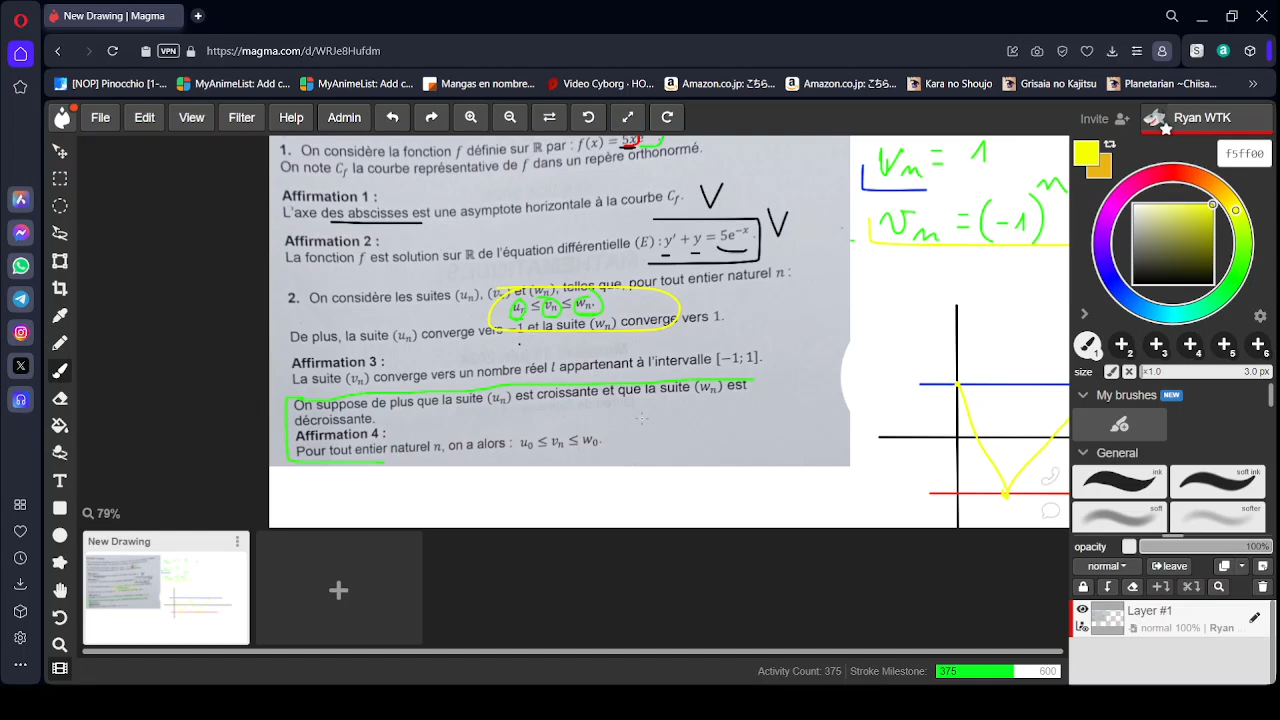 New Drawing | Magma
VPN https://magma.com/d/WRJe8Hufdm
[NOP] Pinocchio [1-... MyAnimeList: Add c... MyAnimeList: Add c... Mangas en nombre... Video Cyborg - HO... Amazon.co.jp: こちら... Amazon.co.jp: こちら... Kara no Shoujo Grisaia no Kajitsu Planetarian ~Chiisa...
File Edit View Filter Help Admin
Invite Ryan WTK
1. On considère la fonction f définie sur ℝ par : f(x) = 5x
On note C_f la courbe représentative de f dans un repère orthonormé.
Affirmation 1 :
L'axe des abscisses est une asymptote horizontale à la courbe C_f. V
Affirmation 2 :
La fonction f est solution sur ℝ de l'équation différentielle (E) : y' + y = 5e^{-x} V
2. On considère les suites (u_n), (v_n) et (w_n), telles que, pour tout entier naturel n :
u_n ≤ v_n ≤ w_n.
De plus, la suite (u_n) converge vers −1 et la suite (w_n) converge vers 1.
Affirmation 3 :
La suite (v_n) converge vers un nombre réel l appartenant à l'intervalle [−1; 1].
On suppose de plus que la suite (u_n) est croissante et que la suite (w_n) est
décroissante.
Affirmation 4 :
Pour tout entier naturel n, on a alors : u_0 ≤ v_n ≤ w_0.
V_n = 1
v_n = (-1)^n
f5ff00
1 2 3 4 5 6
size ×1.0 3.0 px
My brushes NEW
General
ink soft ink
soft softer
opacity 100%
normal leave
Layer #1
normal 100% | Ryan
79%
New Drawing
Activity Count: 375 Stroke Milestone: 375 600